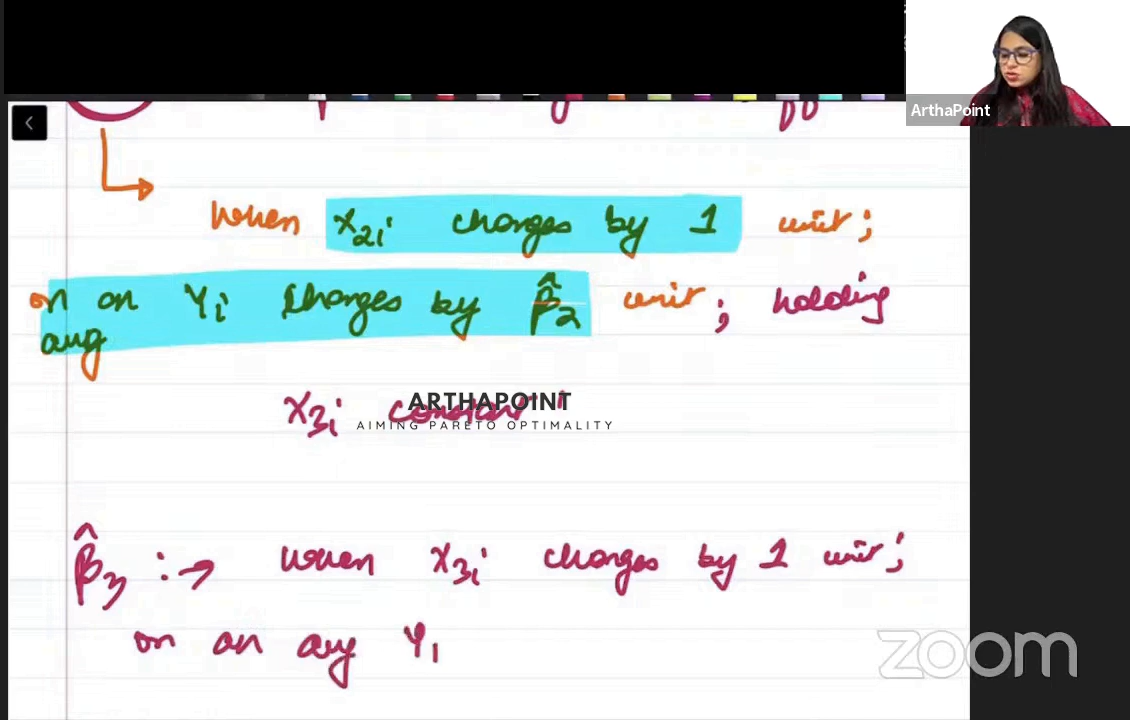 ArthaPoint
when X2i changes by 1 unit;
on an Yi changes by β̂2 unit; holding
avg
X3i constant
ARTHAPOINT
AIMING PARETO OPTIMALITY
β̂3 :→ when X3i changes by 1 unit;
on an avg Yi
zoom